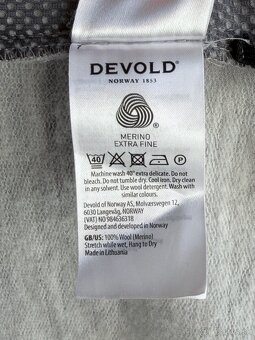 DEVOLD®
NORWAY 1853
MERINO
EXTRA FINE
40 P
Machine wash 40° extra delicate. Do not
bleach. Do not tumble dry. Cool iron. Dry clean
in any solvent. Use wool detergent. Wash with
similar colours.
Devold of Norway AS, Molværsvegen 12,
6030 Langevåg, NORWAY
(VAT) NO 984636318
Designed and developed in Norway
GB/US: 100% Wool (Merino)
Stretch while wet, Hang to Dry
Made in Lithuania